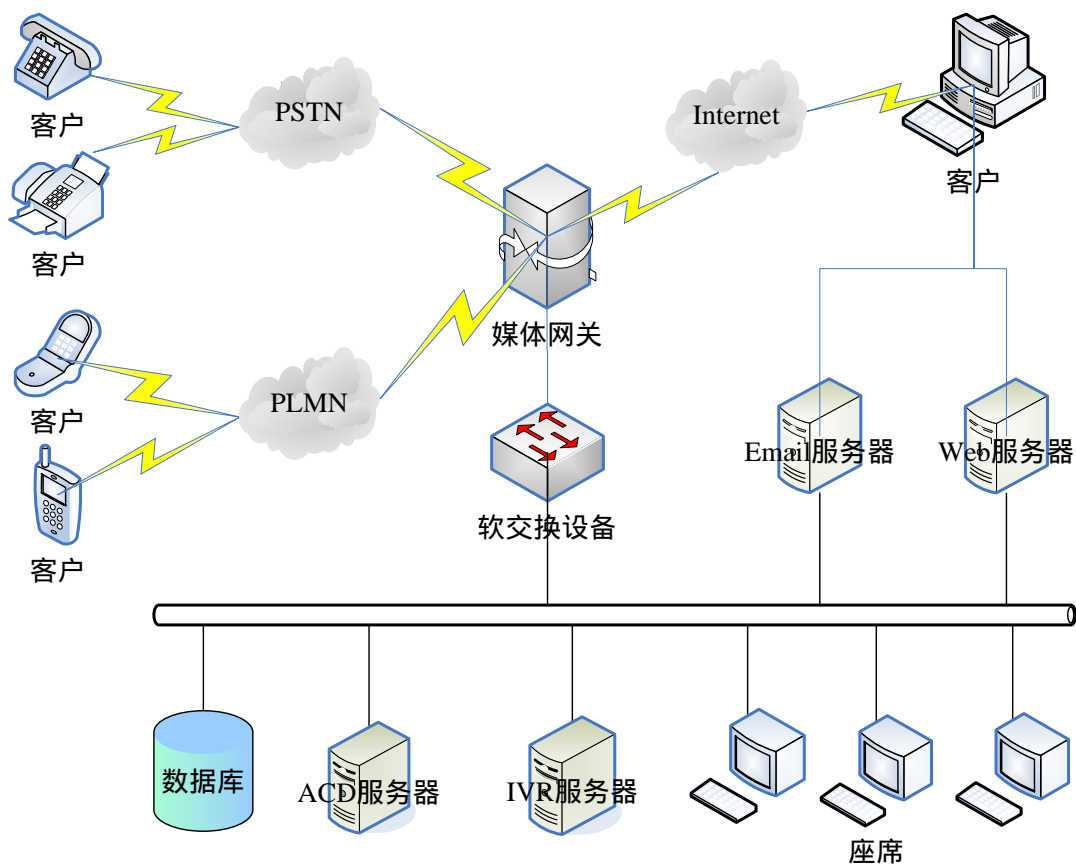 客户
PSTN
Internet
客户
客户
客户
媒体网关
PLMN
客户
Email服务器
Web服务器
软交换设备
客户
数据库
ACD服务器
IVR服务器
座席